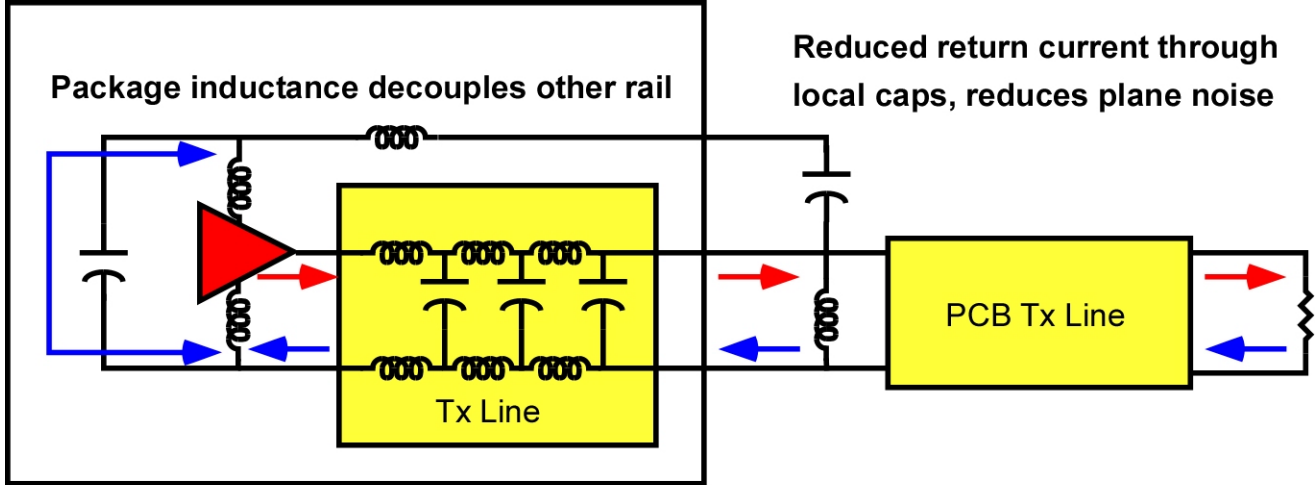 Reduced return current through
local caps, reduces plane noise
Package inductance decouples other rail
PCB Tx Line
Tx Line